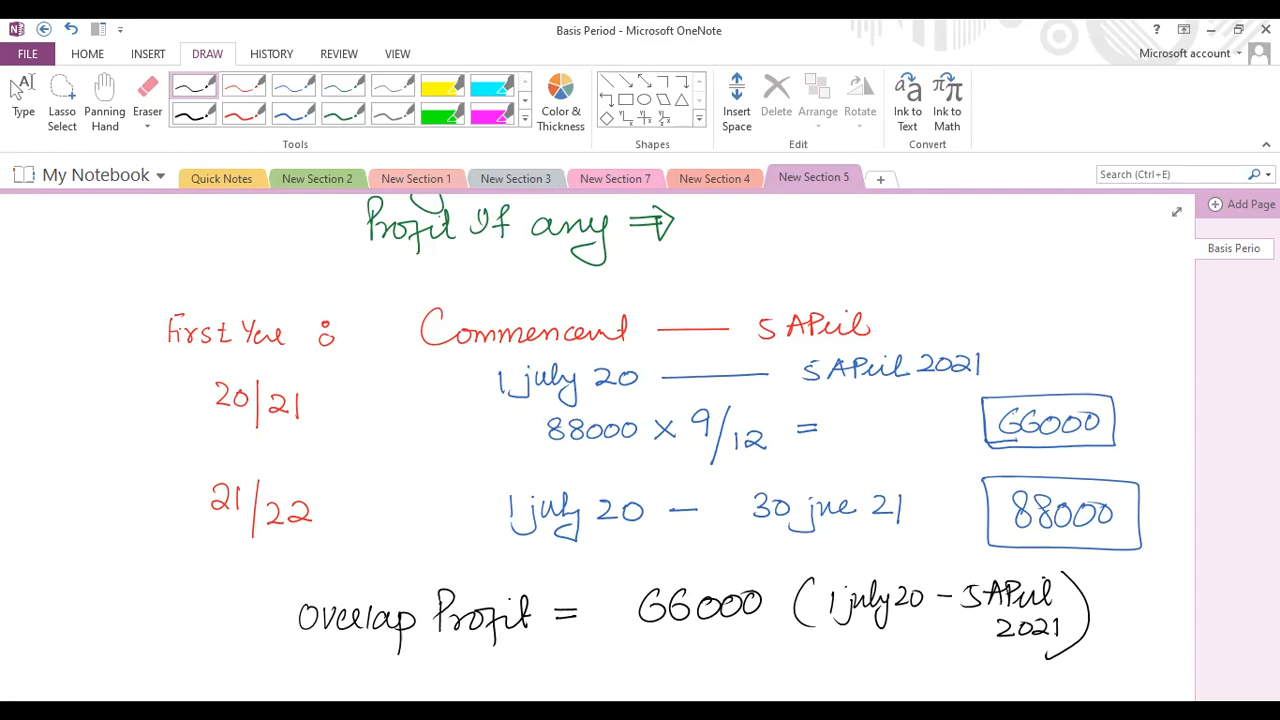 Basis Period - Microsoft OneNote
FILE HOME INSERT DRAW HISTORY REVIEW VIEW
Microsoft account
Type
Lasso Select
Panning Hand
Eraser
Color & Thickness
Insert Space
Delete
Arrange
Rotate
Ink to Text
Ink to Math
Tools
Shapes
Edit
Convert
My Notebook
Quick Notes
New Section 2
New Section 1
New Section 3
New Section 7
New Section 4
New Section 5
Search (Ctrl+E)
Add Page
Basis Perio
Profit If any ⇒
First Yere : Commencent — 5 APril
20/21 1 july 20 — 5 APril 2021
88000 × 9/12 = 66000
21/22 1 july 20 - 30 jne 21 88000
Overlap Profit = 66000 (1 july 20 - 5 APril
2021)